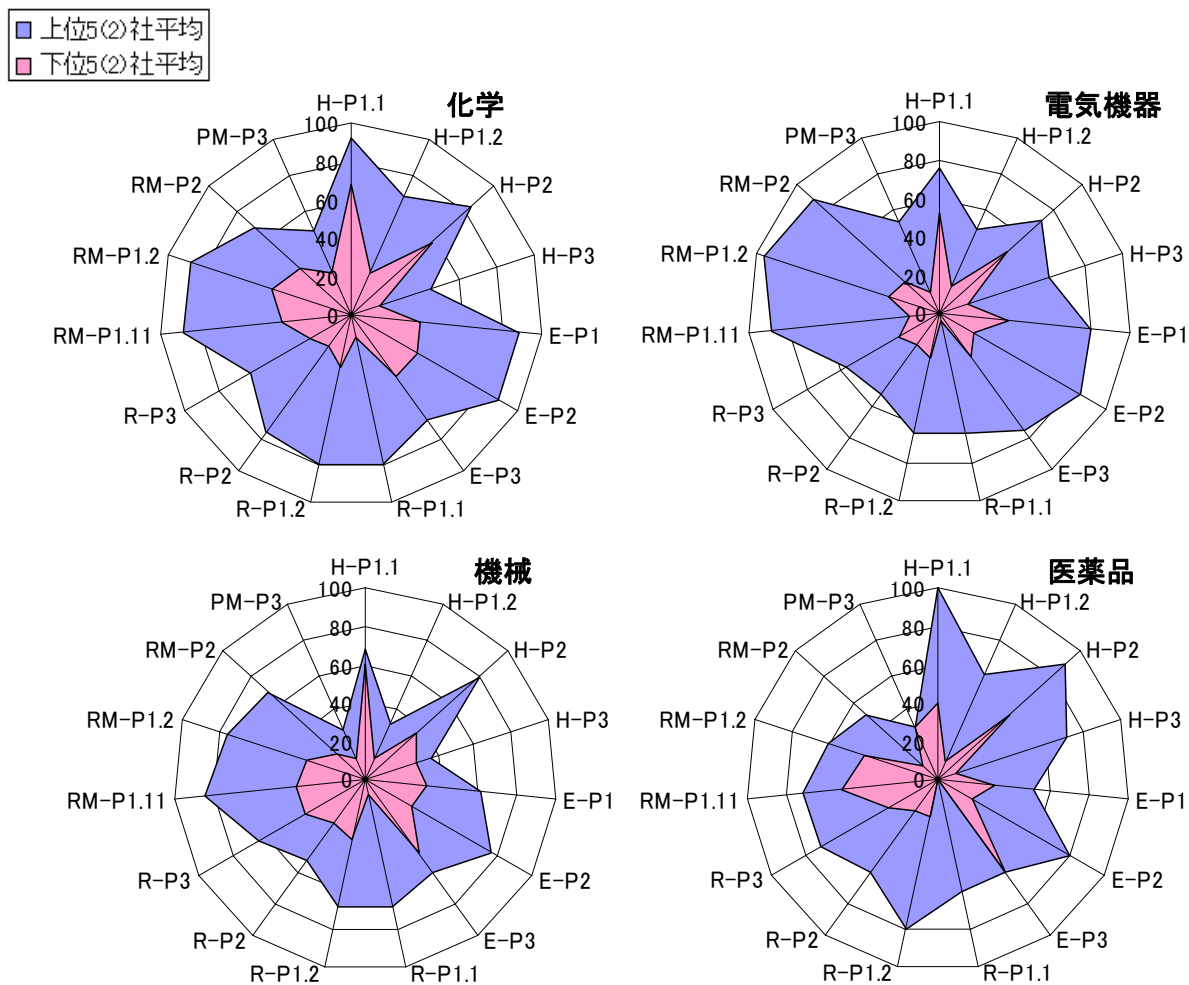 上位5(2)社平均
下位5(2)社平均
化学
H-P1.1
H-P1.2
H-P2
H-P3
E-P1
E-P2
E-P3
R-P1.1
R-P1.2
R-P2
R-P3
RM-P1.11
RM-P1.2
RM-P2
PM-P3
100
80
60
40
20
0
電気機器
H-P1.1
H-P1.2
H-P2
H-P3
E-P1
E-P2
E-P3
R-P1.1
R-P1.2
R-P2
R-P3
RM-P1.11
RM-P1.2
RM-P2
PM-P3
100
80
60
40
20
0
機械
H-P1.1
H-P1.2
H-P2
H-P3
E-P1
E-P2
E-P3
R-P1.1
R-P1.2
R-P2
R-P3
RM-P1.11
RM-P1.2
RM-P2
PM-P3
100
80
60
40
20
0
医薬品
H-P1.1
H-P1.2
H-P2
H-P3
E-P1
E-P2
E-P3
R-P1.1
R-P1.2
R-P2
R-P3
RM-P1.11
RM-P1.2
RM-P2
PM-P3
100
80
60
40
20
0